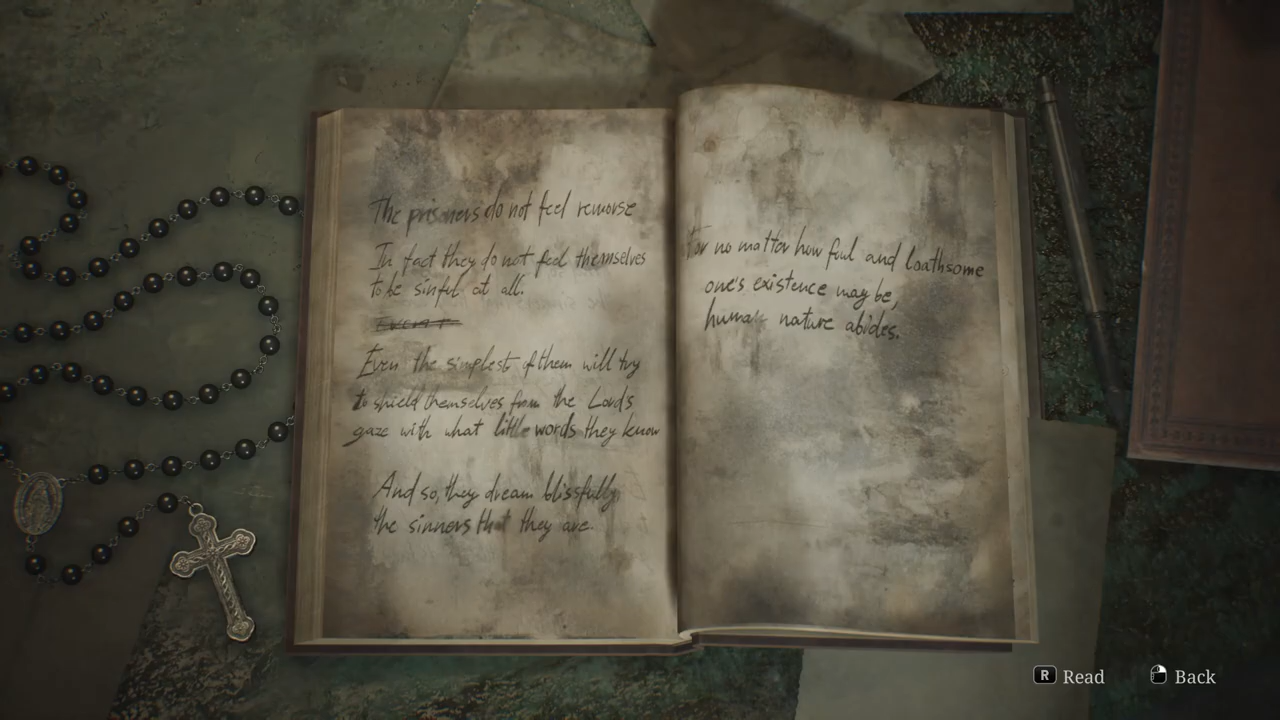 The prisoners do not feel remorse
In fact they do not feel themselves
to be sinful at all.
Even the simplest of them will try
to shield themselves from the Lord's
gaze with what little words they know
And so, they dream blissfully,
the sinners that they are.
For no matter how foul and loathsome
one's existence may be,
human nature abides.
R Read
Back